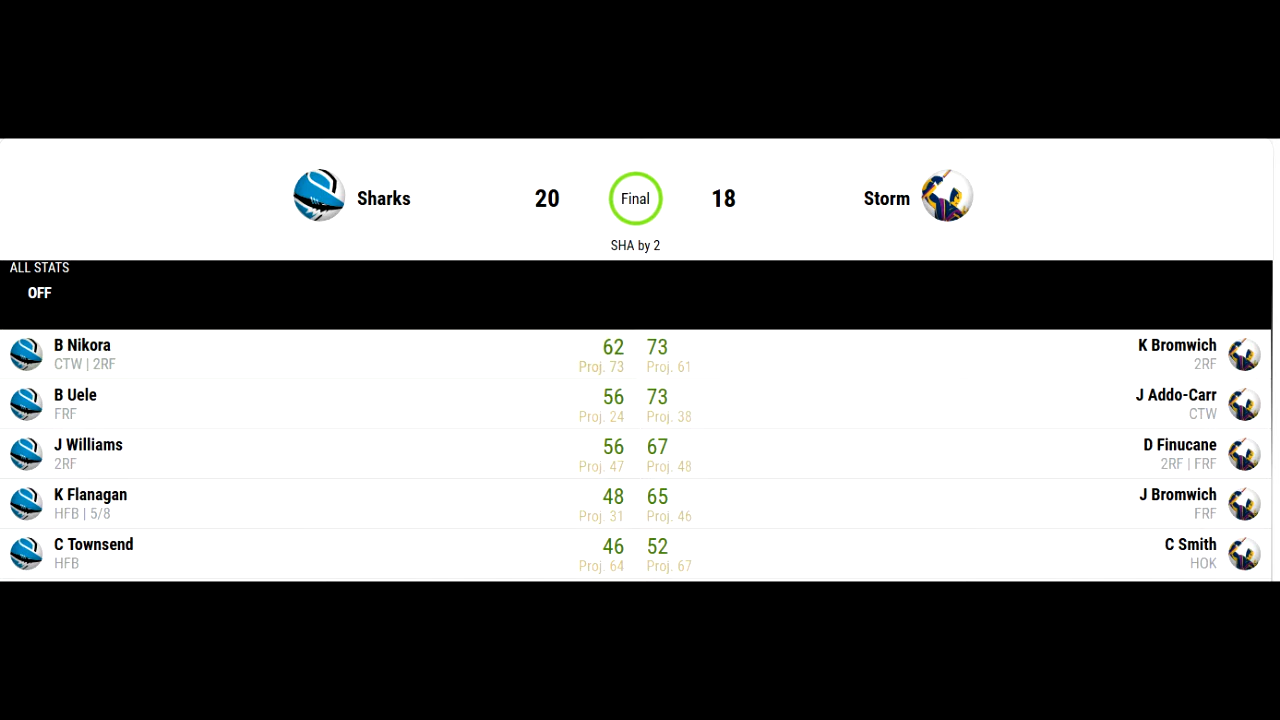 Sharks 20 Final 18 Storm
SHA by 2
ALL STATS
OFF
B Nikora 62 73 K Bromwich
CTW | 2RF Proj. 73 Proj. 61 2RF
B Uele 56 73 J Addo-Carr
FRF Proj. 24 Proj. 38 CTW
J Williams 56 67 D Finucane
2RF Proj. 47 Proj. 48 2RF | FRF
K Flanagan 48 65 J Bromwich
HFB | 5/8 Proj. 31 Proj. 46 FRF
C Townsend 46 52 C Smith
HFB Proj. 64 Proj. 67 HOK